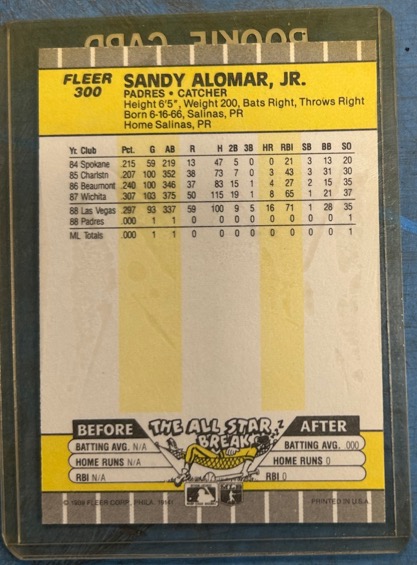 ROOKIE CARD
FLEER
300
SANDY ALOMAR, JR.
PADRES • CATCHER
Height 6'5", Weight 200, Bats Right, Throws Right
Born 6-16-66, Salinas, PR
Home Salinas, PR
Yr. Club Pct. G AB R H 2B 3B HR RBI SB BB SO
84 Spokane .215 59 219 13 47 5 0 0 21 3 13 20
85 Charlstn .207 100 352 38 73 7 0 3 43 3 31 30
86 Beaumont .240 100 346 37 83 15 1 4 27 2 15 35
87 Wichita .307 103 375 50 115 19 1 8 65 1 21 37
88 Las Vegas .297 93 337 59 100 9 5 16 71 1 28 35
88 Padres .000 1 1 0 0 0 0 0 0 0 0 1
ML Totals .000 1 1 0 0 0 0 0 0 0 0 1
BEFORE THE ALL STAR BREAK AFTER
BATTING AVG. N/A BATTING AVG. .000
HOME RUNS N/A HOME RUNS 0
RBI N/A RBI 0
© 1989 FLEER CORP., PHILA. 19141 PRINTED IN U.S.A.